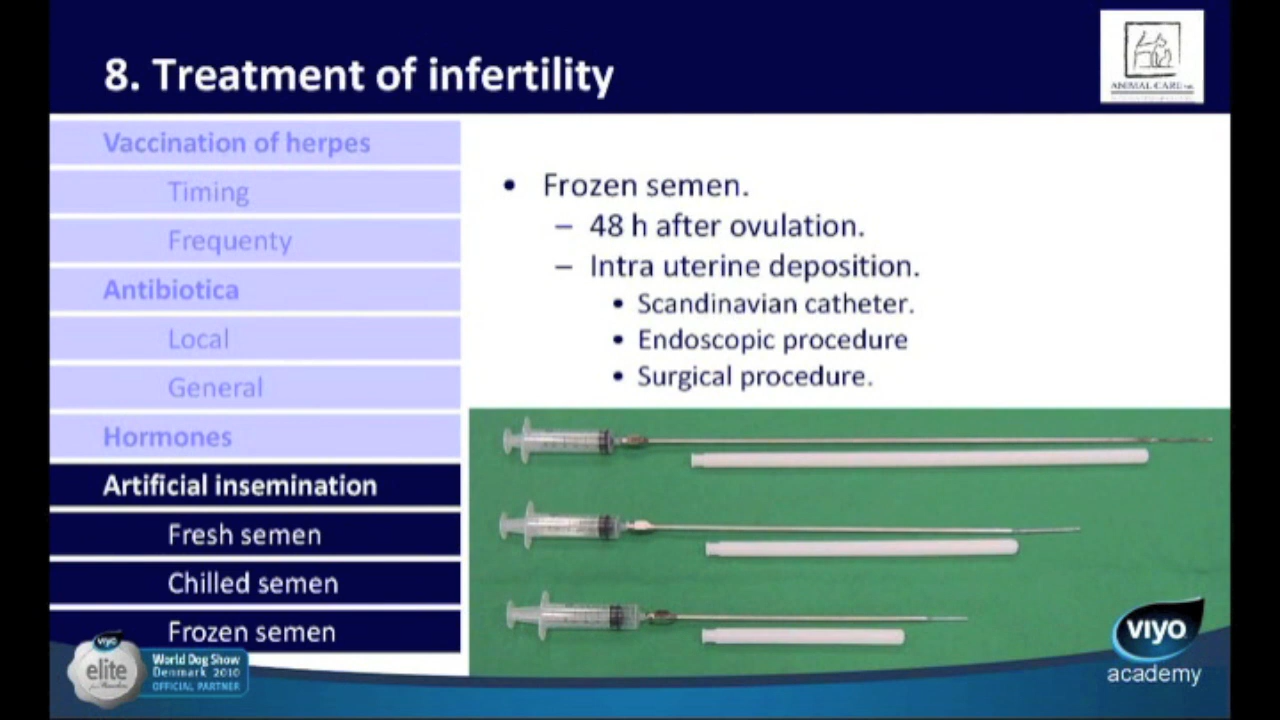 8. Treatment of infertility
ANIMAL CARE
Vaccination of herpes
Timing
Frequenty
Antibiotica
Local
General
Hormones
Artificial insemination
Fresh semen
Chilled semen
Frozen semen
• Frozen semen.
– 48 h after ovulation.
– Intra uterine deposition.
• Scandinavian catheter.
• Endoscopic procedure
• Surgical procedure.
viyo
elite
World Dog Show
Denmark 2010
OFFICIAL PARTNER
viyo
academy